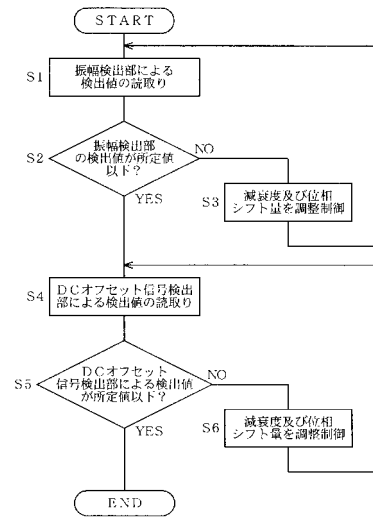 START
S1
振幅検出部による
検出値の読取り
S2
振幅検出部
の検出値が所定値
以下?
NO
YES
S3
減衰度及び位相
シフト量を調整制御
S4
DCオフセット信号検出
部による検出値の読取り
S5
DCオフセット
信号検出部による検出値
が所定値以下?
NO
YES
S6
減衰度及び位相
シフト量を調整制御
END